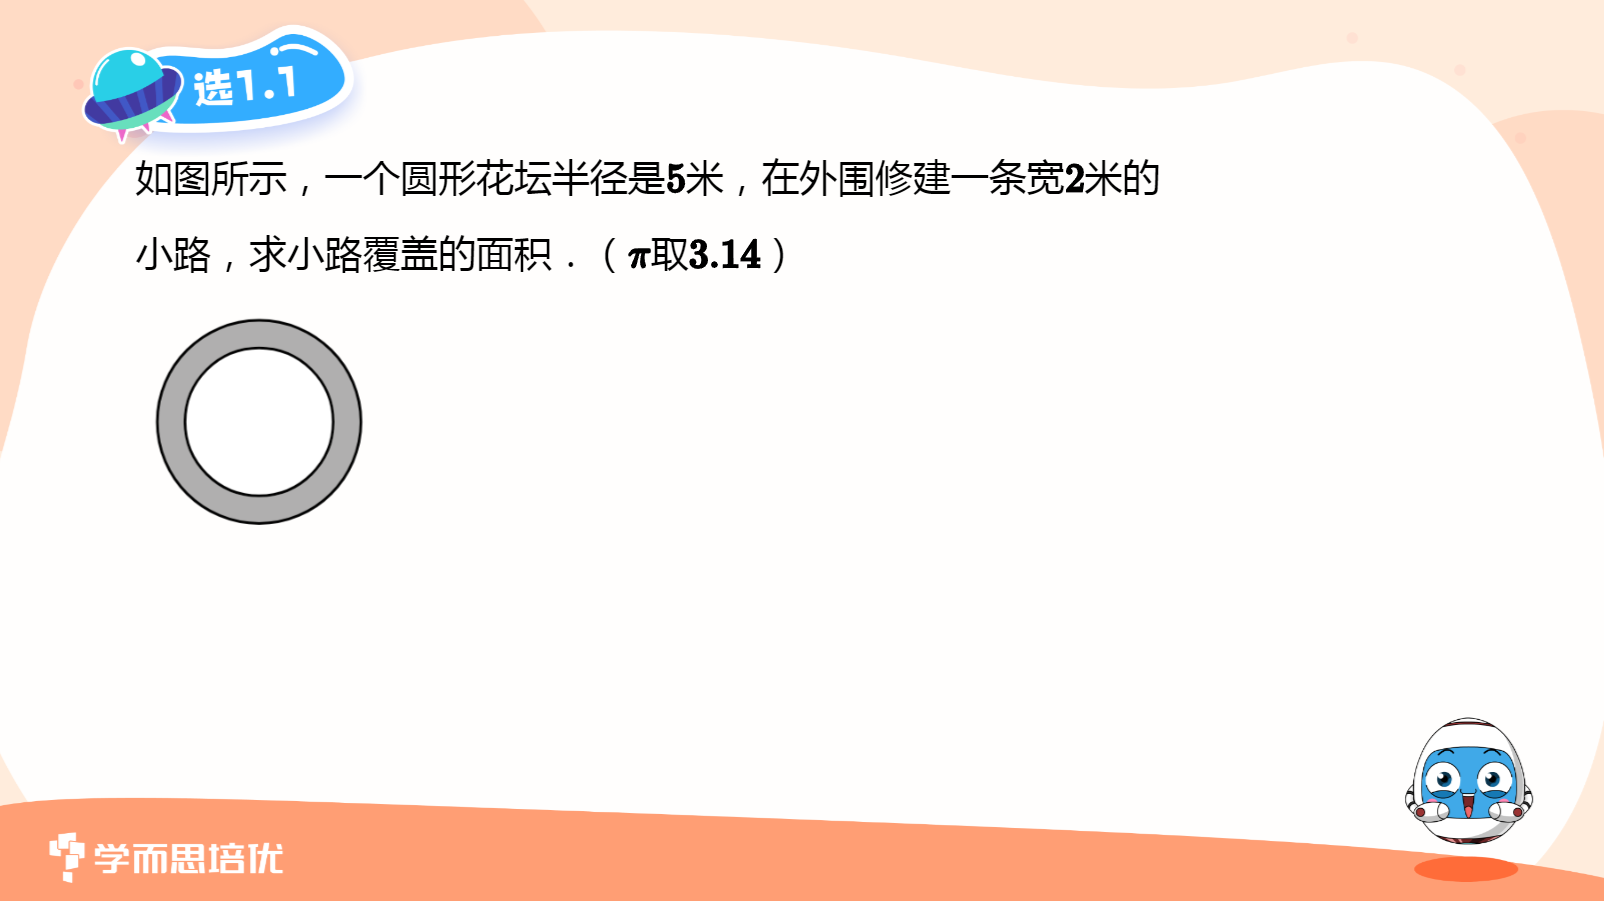 选1.1
如图所示，一个圆形花坛半径是5米，在外围修建一条宽2米的
小路，求小路覆盖的面积．（π取3.14）
学而思培优